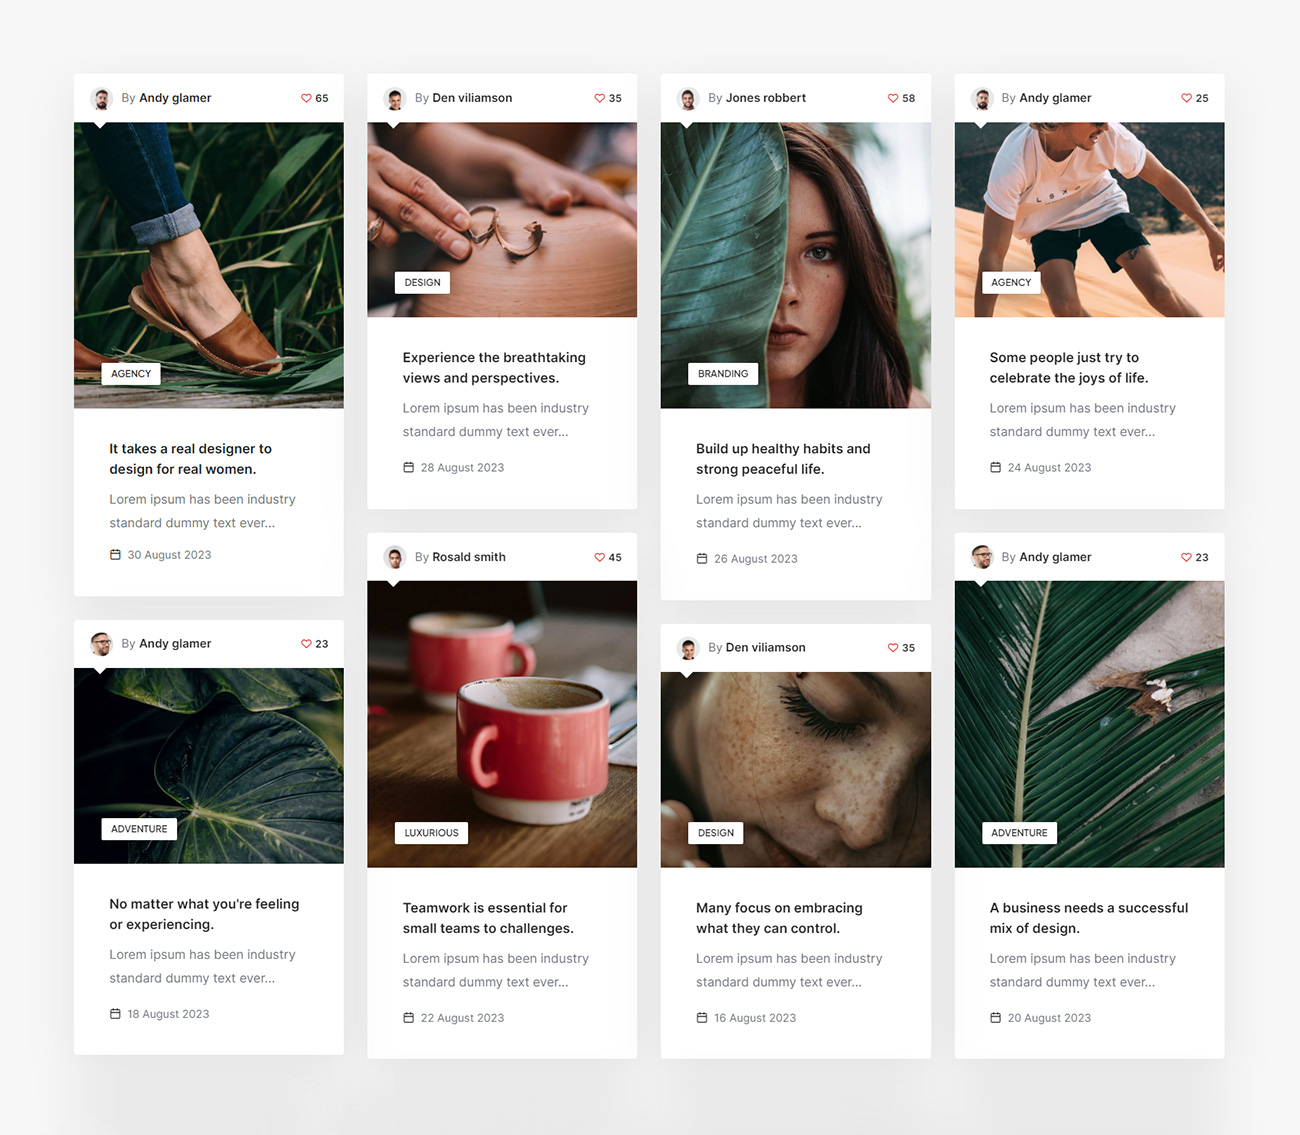 By Andy glamer 65
AGENCY
It takes a real designer to
design for real women.
Lorem ipsum has been industry
standard dummy text ever...
30 August 2023
By Den viliamson 35
DESIGN
Experience the breathtaking
views and perspectives.
Lorem ipsum has been industry
standard dummy text ever...
28 August 2023
By Jones robbert 58
BRANDING
Build up healthy habits and
strong peaceful life.
Lorem ipsum has been industry
standard dummy text ever...
26 August 2023
By Andy glamer 25
AGENCY
Some people just try to
celebrate the joys of life.
Lorem ipsum has been industry
standard dummy text ever...
24 August 2023
By Andy glamer 23
ADVENTURE
No matter what you're feeling
or experiencing.
Lorem ipsum has been industry
standard dummy text ever...
18 August 2023
By Rosald smith 45
LUXURIOUS
Teamwork is essential for
small teams to challenges.
Lorem ipsum has been industry
standard dummy text ever...
22 August 2023
By Den viliamson 35
DESIGN
Many focus on embracing
what they can control.
Lorem ipsum has been industry
standard dummy text ever...
16 August 2023
By Andy glamer 23
ADVENTURE
A business needs a successful
mix of design.
Lorem ipsum has been industry
standard dummy text ever...
20 August 2023